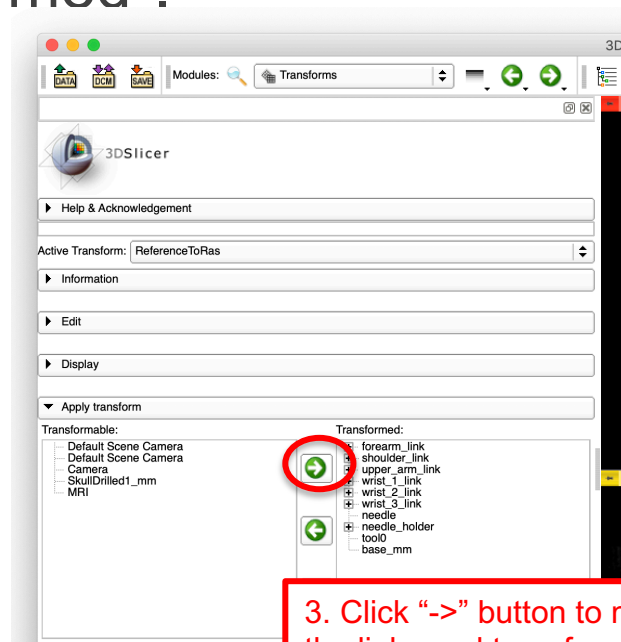 3D
DATA DCM SAVE Modules: Transforms
3DSlicer
Help & Acknowledgement
Active Transform: ReferenceToRas
Information
Edit
Display
Apply transform
Transformable:
Default Scene Camera
Default Scene Camera
Camera
SkullDrilled1_mm
MRI
Transformed:
forearm_link
shoulder_link
upper_arm_link
wrist_1_link
wrist_2_link
wrist_3_link
needle
needle_holder
tool0
base_mm
3. Click “->” button to